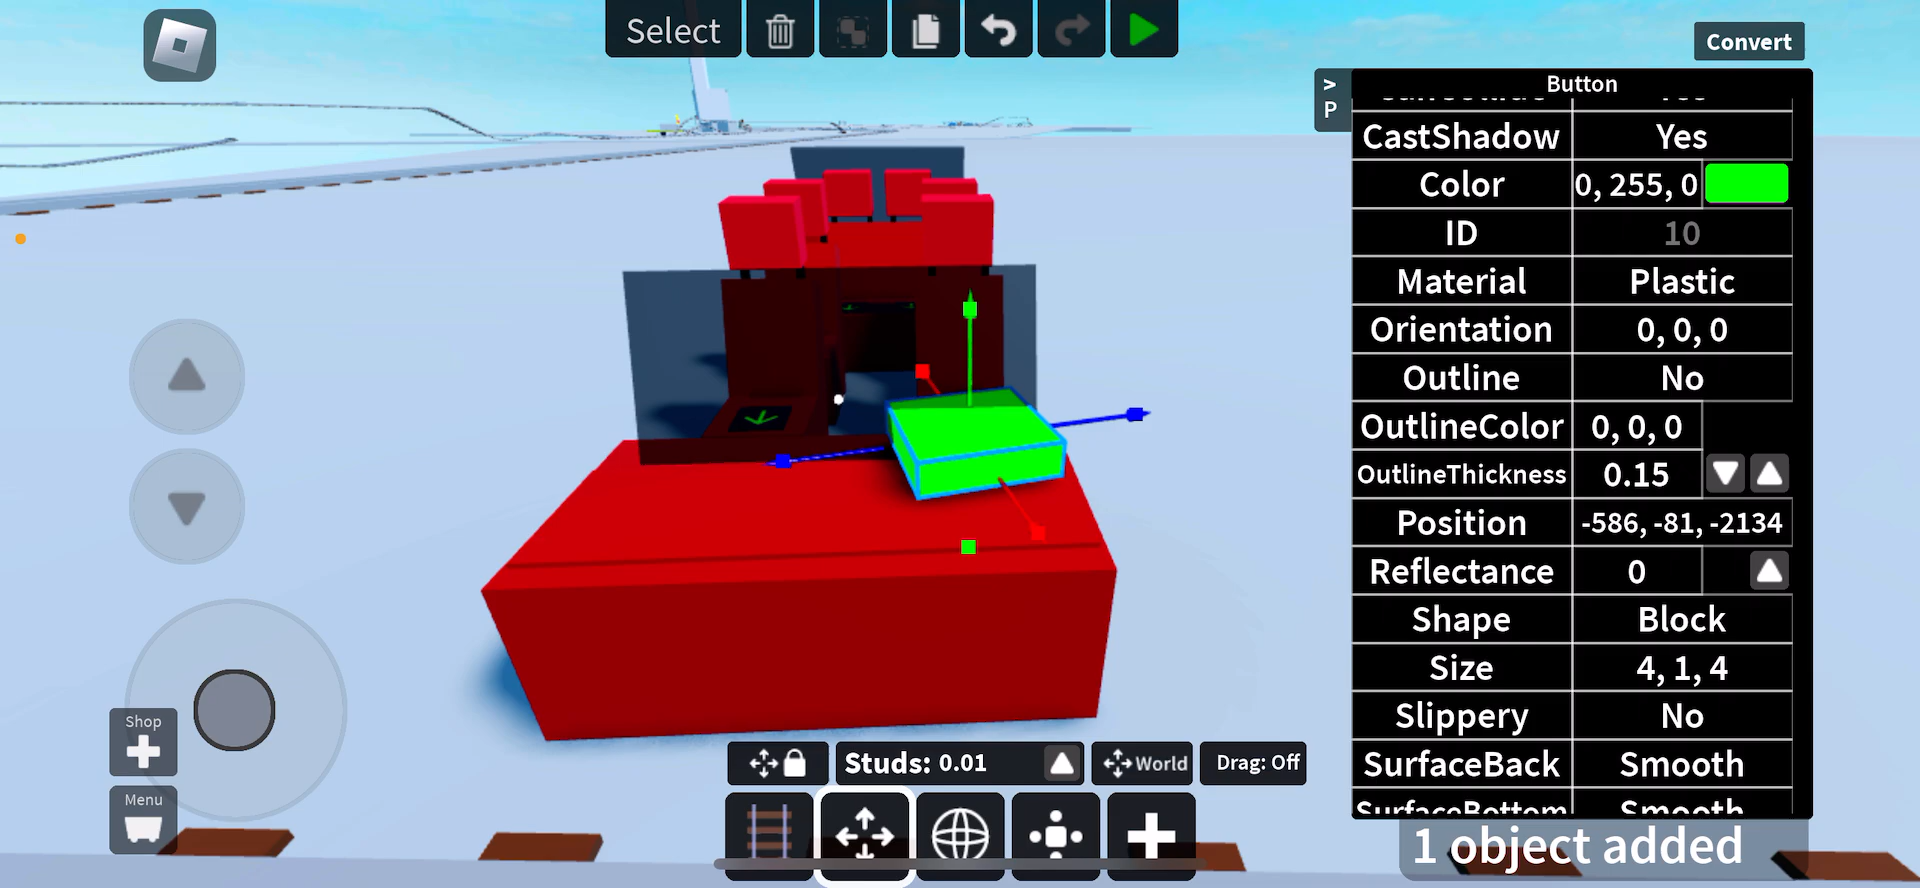 Select
Convert
>
P
Button
CastShadow Yes
Color 0, 255, 0
ID 10
Material Plastic
Orientation 0, 0, 0
Outline No
OutlineColor 0, 0, 0
OutlineThickness 0.15
Position -586, -81, -2134
Reflectance 0
Shape Block
Size 4, 1, 4
Slippery No
SurfaceBack Smooth
SurfaceBottom Smooth
Shop
Menu
Studs: 0.01
World
Drag: Off
1 object added